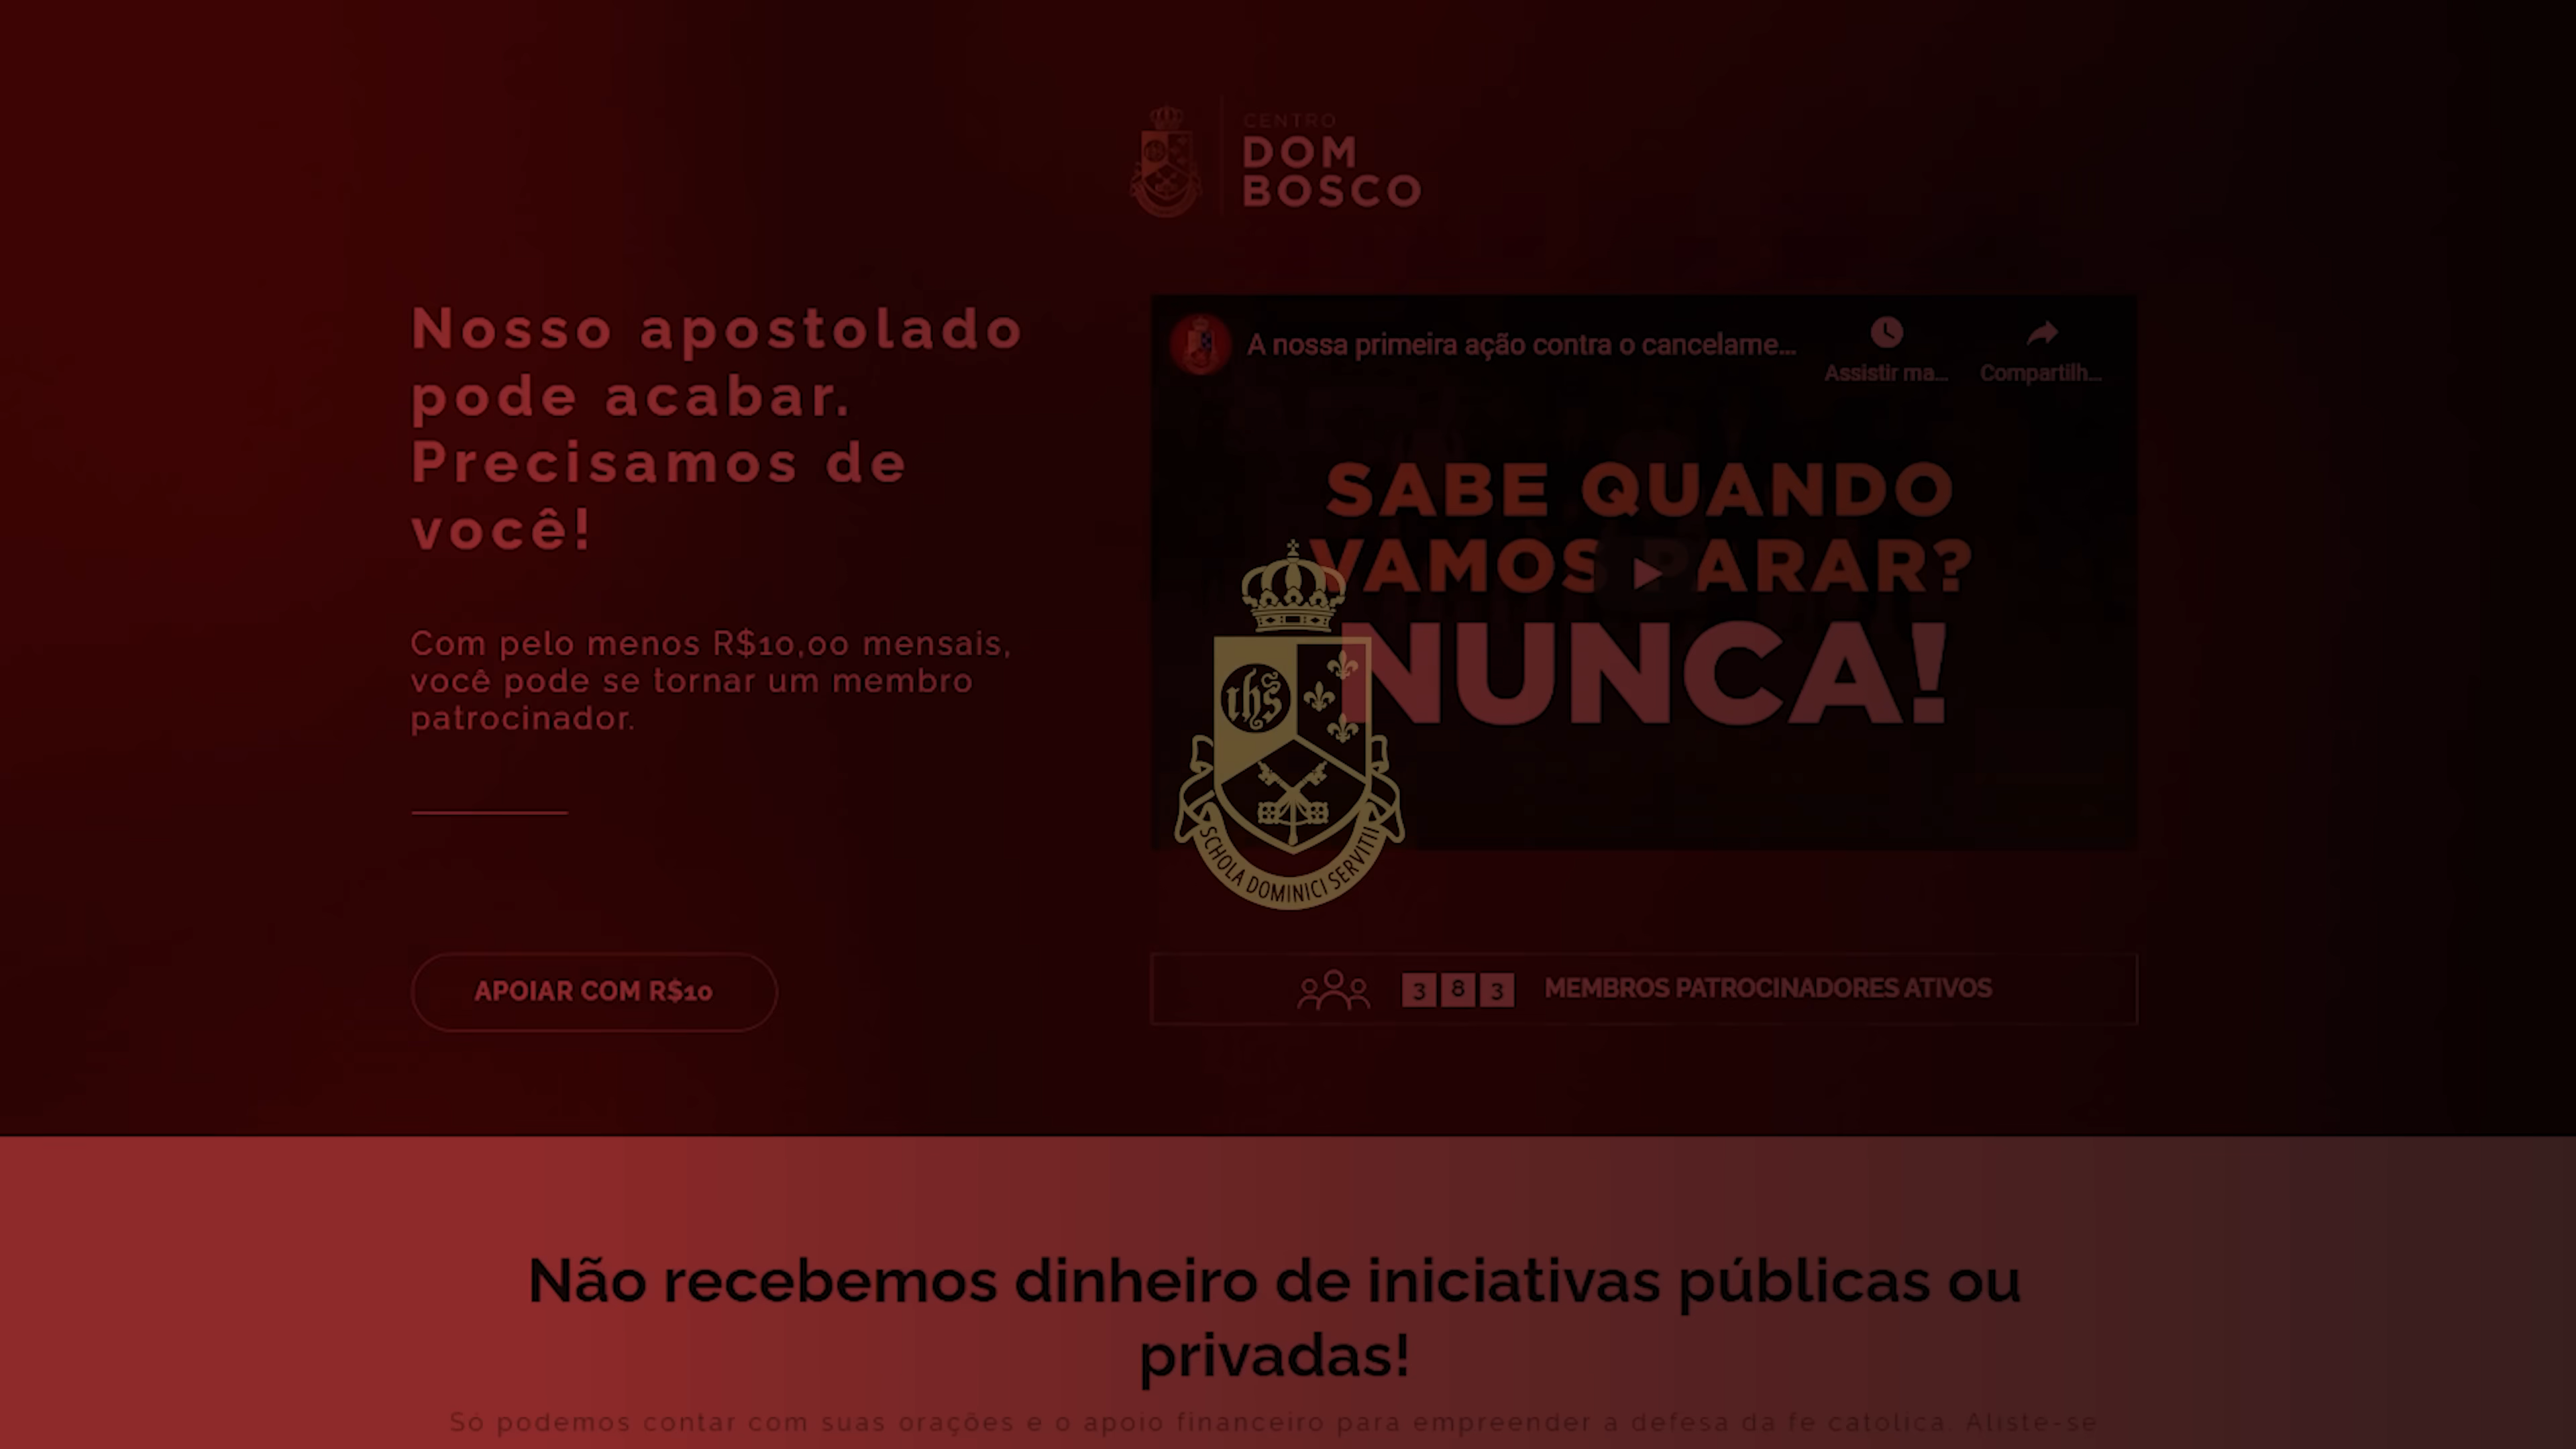 CENTRO
DOM
BOSCO
Nosso apostolado
pode acabar.
Precisamos de
você!
Com pelo menos R$10,00 mensais,
você pode se tornar um membro
patrocinador.
APOIAR COM R$10
A nossa primeira ação contra o cancelame...
Assistir ma...
Compartilh...
SABE QUANDO
VAMOS PARAR?
NUNCA!
ihs
SCHOLA DOMINICI SERVITII
383 MEMBROS PATROCINADORES ATIVOS
Não recebemos dinheiro de iniciativas públicas ou
privadas!
Só podemos contar com suas orações e o apoio financeiro para empreender a defesa da fé católica. Aliste-se